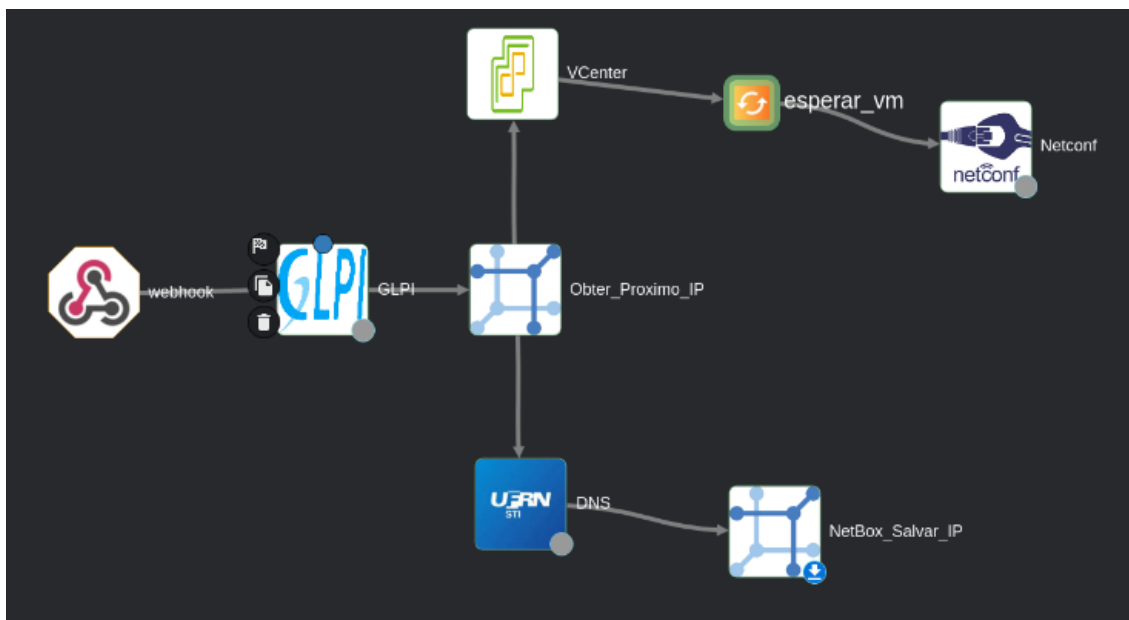 VCenter
esperar_vm
netconf
Netconf
webhook
GLPI
GLPI
Obter_Proximo_IP
UFRN
STI
DNS
NetBox_Salvar_IP